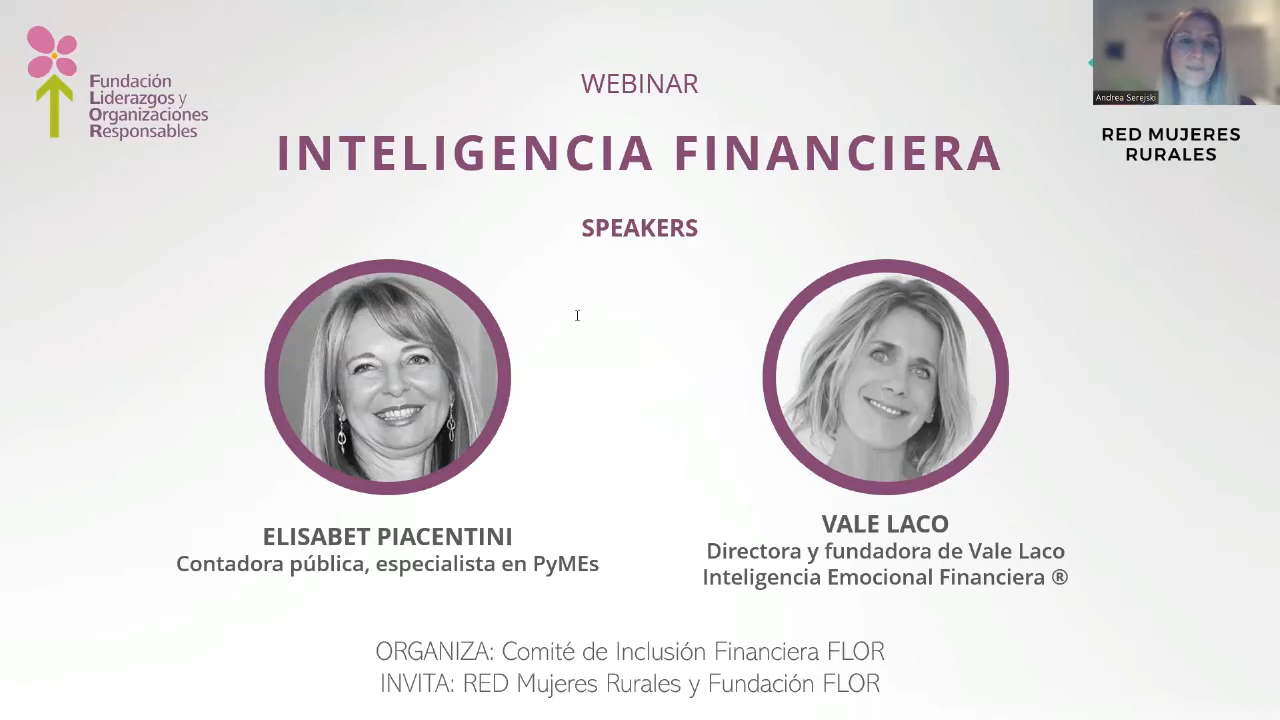 Fundación
Liderazgos y
Organizaciones
Responsables
WEBINAR
INTELIGENCIA FINANCIERA
Andrea Serejski
RED MUJERES
RURALES
SPEAKERS
ELISABET PIACENTINI
Contadora pública, especialista en PyMEs
VALE LACO
Directora y fundadora de Vale Laco
Inteligencia Emocional Financiera ®
ORGANIZA: Comité de Inclusión Financiera FLOR
INVITA: RED Mujeres Rurales y Fundación FLOR